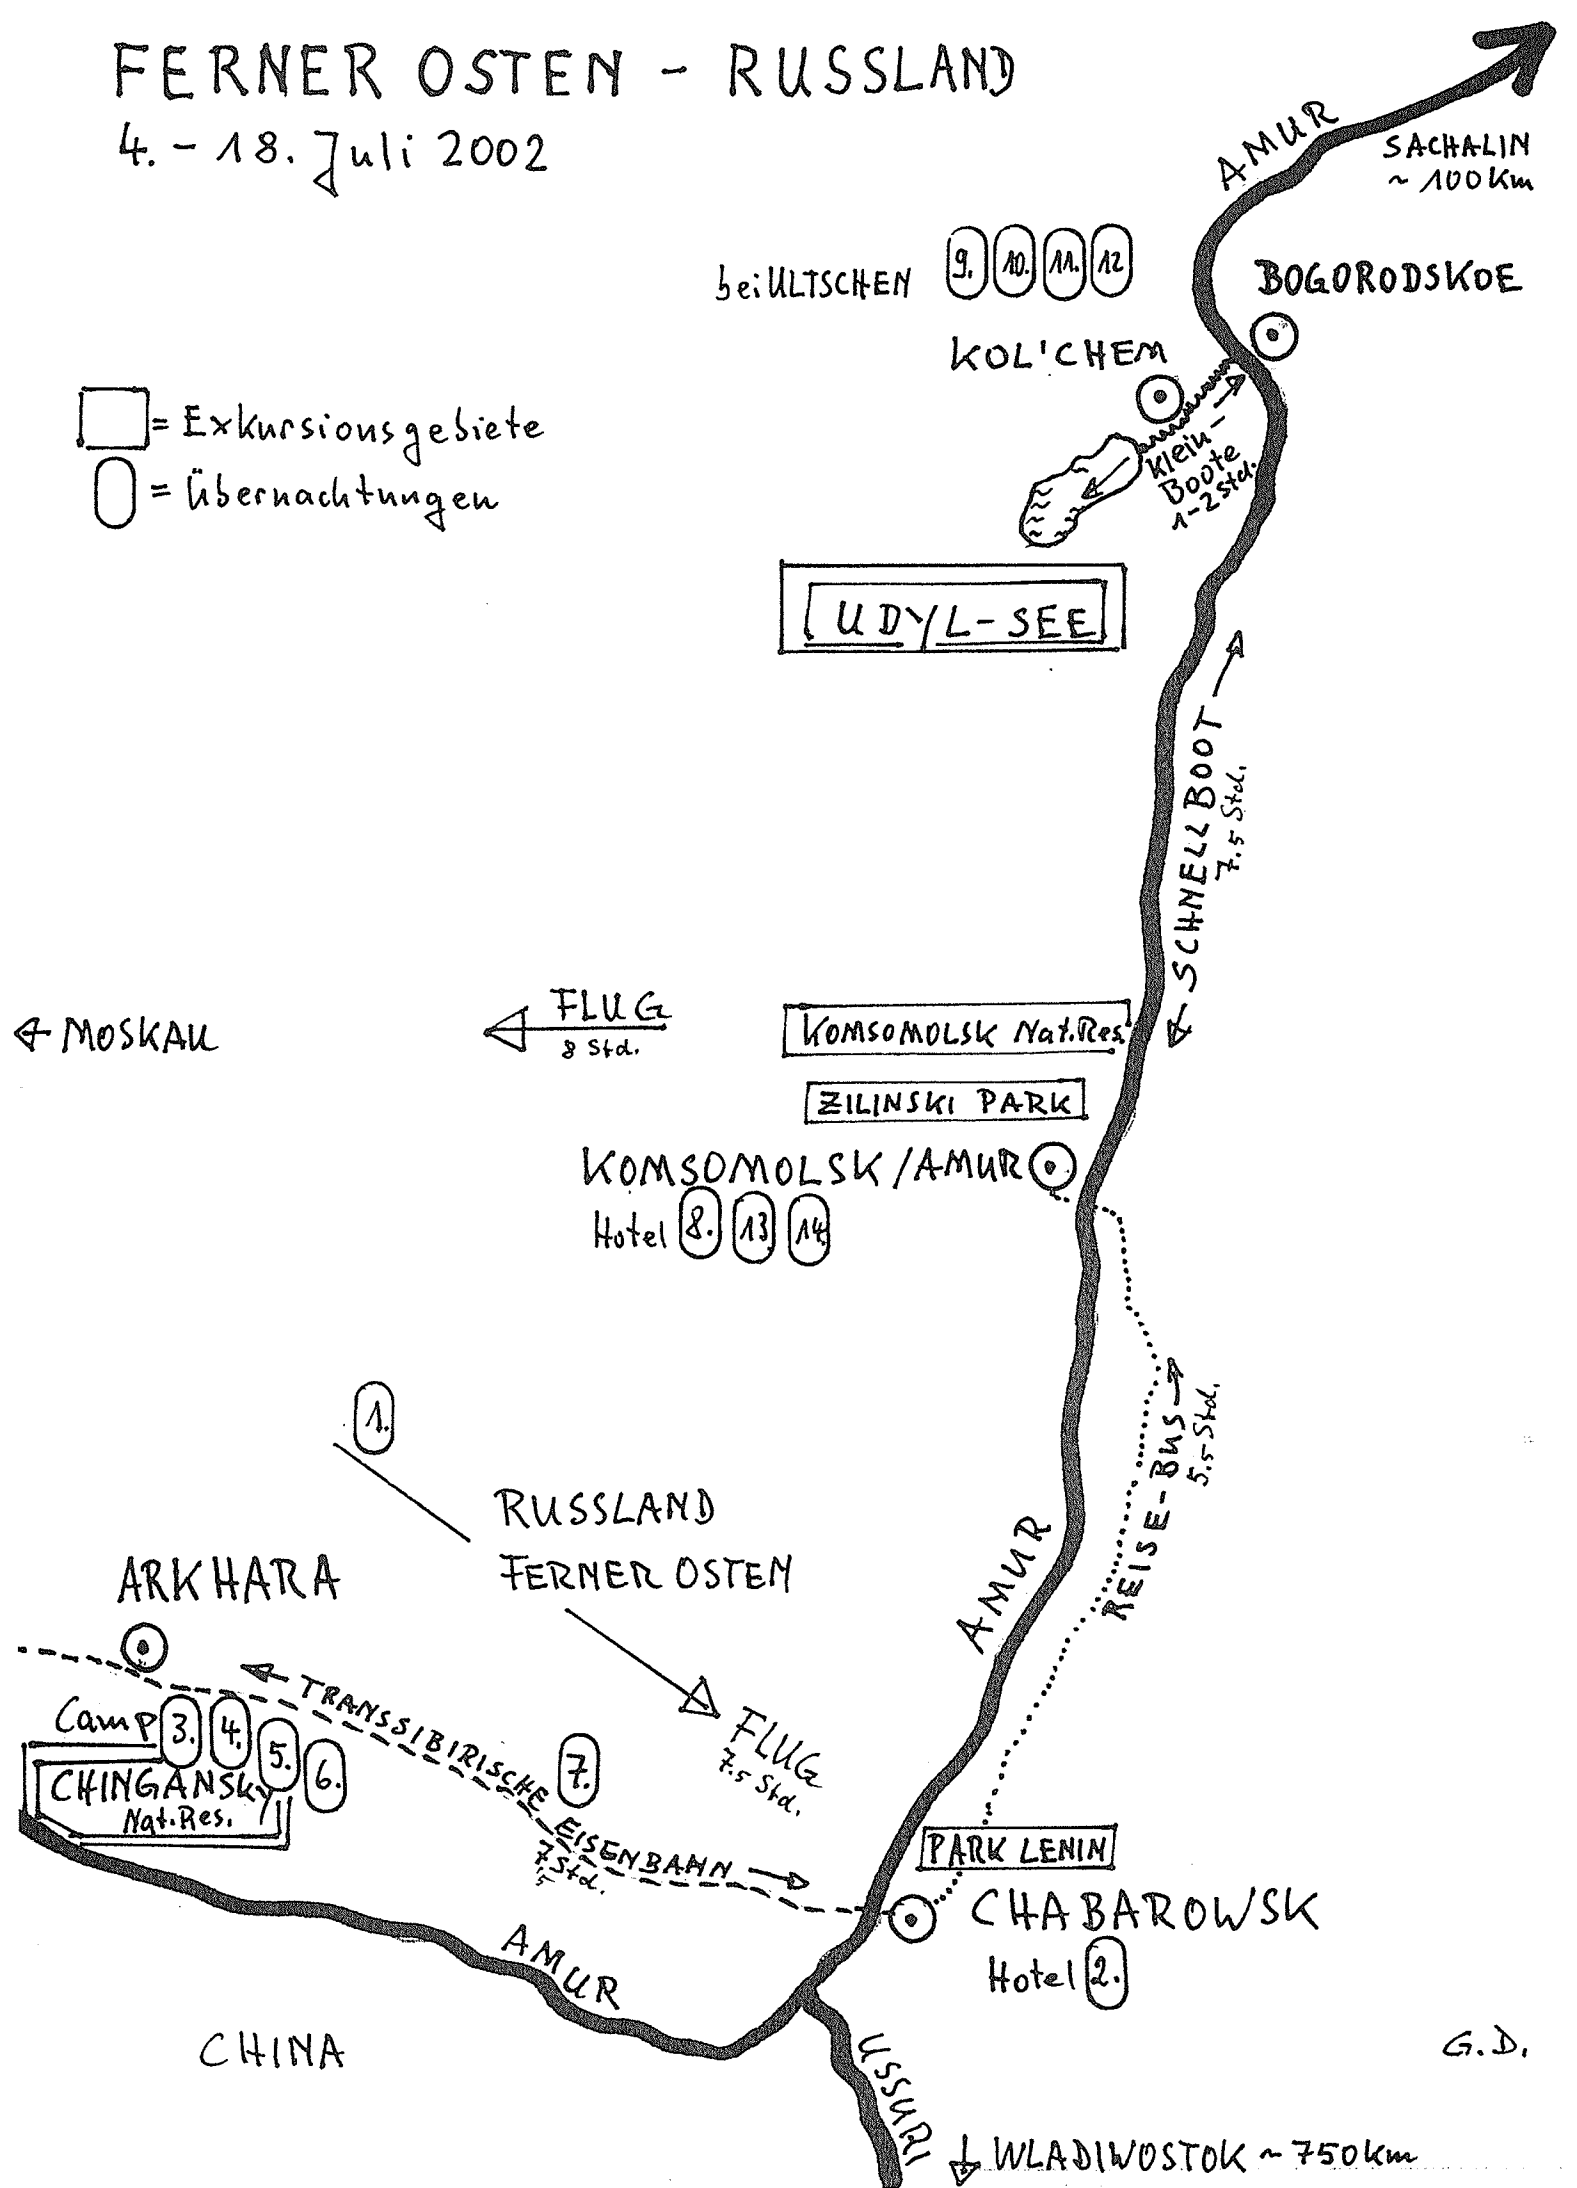 FERNER OSTEN - RUSSLAND
4. - 18. Juli 2002
AMUR
SACHALIN
~ 100 Km
bei ULTSCHEN 9. 10. 11. 12
BOGORODSKOE
KOL'CHEM
= Exkursionsgebiete
= Übernachtungen
Klein-
Boote
1-2 Std.
UDYL-SEE
SCHNELLBOOT
7.5 Std.
MOSKAU
FLUG
8 Std.
KOMSOMOLSK Nat.Res.
ZILINSKI PARK
KOMSOMOLSK/AMUR
Hotel 8. 13 14.
REISE-BUS
5.5 Std.
1.
RUSSLAND
FERNER OSTEN
FLUG
7.5 Std.
AMUR
ARKHARA
TRANSSIBIRISCHE EISENBAHN
7.5 Std.
7.
Camp 3. 4. 5. 6.
CHINGANSKY
Nat.Res.
PARK LENIN
CHABAROWSK
Hotel 2.
AMUR
CHINA
USSURI
G.D.
WLADIWOSTOK ~ 750 km